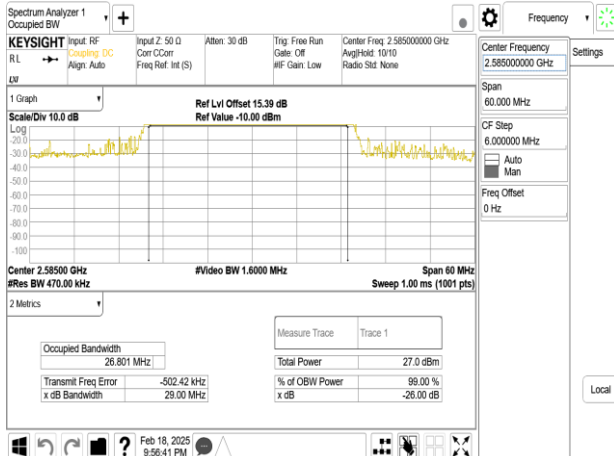 Spectrum Analyzer 1
Occupied BW
Frequency
KEYSIGHT
RL
LXI
Input: RF
Coupling: DC
Align: Auto
Input Z: 50 Ω
Corr CCorr
Freq Ref: Int (S)
Atten: 30 dB
Trig: Free Run
Gate: Off
#IF Gain: Low
Center Freq: 2.585000000 GHz
Avg|Hold: 10/10
Radio Std: None
Center Frequency
2.585000000 GHz
Settings
Span
60.000 MHz
CF Step
6.000000 MHz
Auto
Man
Freq Offset
0 Hz
1 Graph
Scale/Div 10.0 dB
Ref Lvl Offset 15.39 dB
Ref Value -10.00 dBm
Log
-20.0
-30.0
-40.0
-50.0
-60.0
-70.0
-80.0
-90.0
-100
Center 2.58500 GHz
#Res BW 470.00 kHz
#Video BW 1.6000 MHz
Span 60 MHz
Sweep 1.00 ms (1001 pts)
2 Metrics
Measure Trace
Trace 1
Occupied Bandwidth
26.801 MHz
Total Power
27.0 dBm
Transmit Freq Error
-502.42 kHz
% of OBW Power
99.00 %
x dB Bandwidth
29.00 MHz
x dB
-26.00 dB
Local
Feb 18, 2025
9:56:41 PM